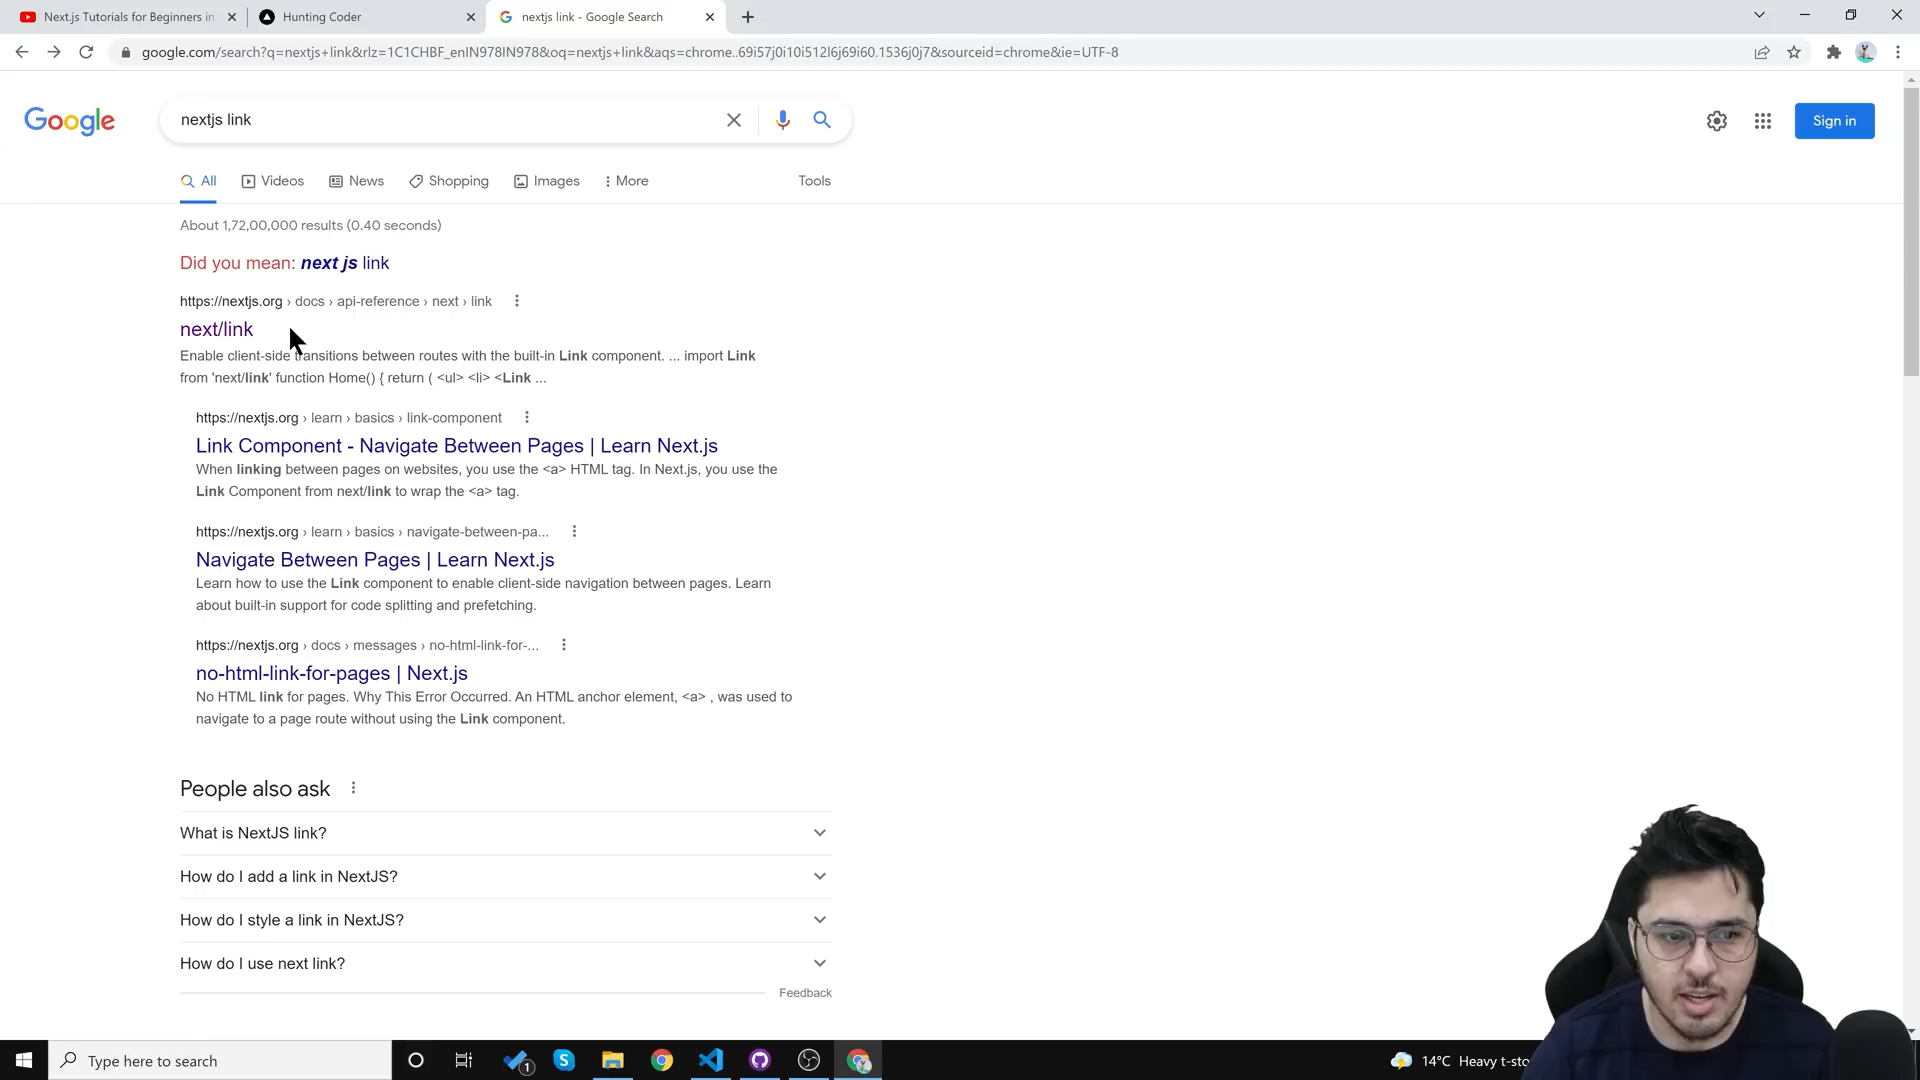 Next.js Tutorials for Beginners in
Hunting Coder
nextjs link - Google Search
google.com/search?q=nextjs+link&rlz=1C1CHBF_enIN978IN978&oq=nextjs+link&aqs=chrome..69i57j0i10i512l6j69i60.1536j0j7&sourceid=chrome&ie=UTF-8
Google
nextjs link
Sign in
All
Videos
News
Shopping
Images
More
Tools
About 1,72,00,000 results (0.40 seconds)
Did you mean: next js link
https://nextjs.org › docs › api-reference › next › link
next/link
Enable client-side transitions between routes with the built-in Link component. ... import Link
from 'next/link' function Home() { return ( <ul> <li> <Link ...
https://nextjs.org › learn › basics › link-component
Link Component - Navigate Between Pages | Learn Next.js
When linking between pages on websites, you use the <a> HTML tag. In Next.js, you use the
Link Component from next/link to wrap the <a> tag.
https://nextjs.org › learn › basics › navigate-between-pa...
Navigate Between Pages | Learn Next.js
Learn how to use the Link component to enable client-side navigation between pages. Learn
about built-in support for code splitting and prefetching.
https://nextjs.org › docs › messages › no-html-link-for-...
no-html-link-for-pages | Next.js
No HTML link for pages. Why This Error Occurred. An HTML anchor element, <a> , was used to
navigate to a page route without using the Link component.
People also ask
What is NextJS link?
How do I add a link in NextJS?
How do I style a link in NextJS?
How do I use next link?
Feedback
Type here to search
1
S
14°C Heavy t-sto